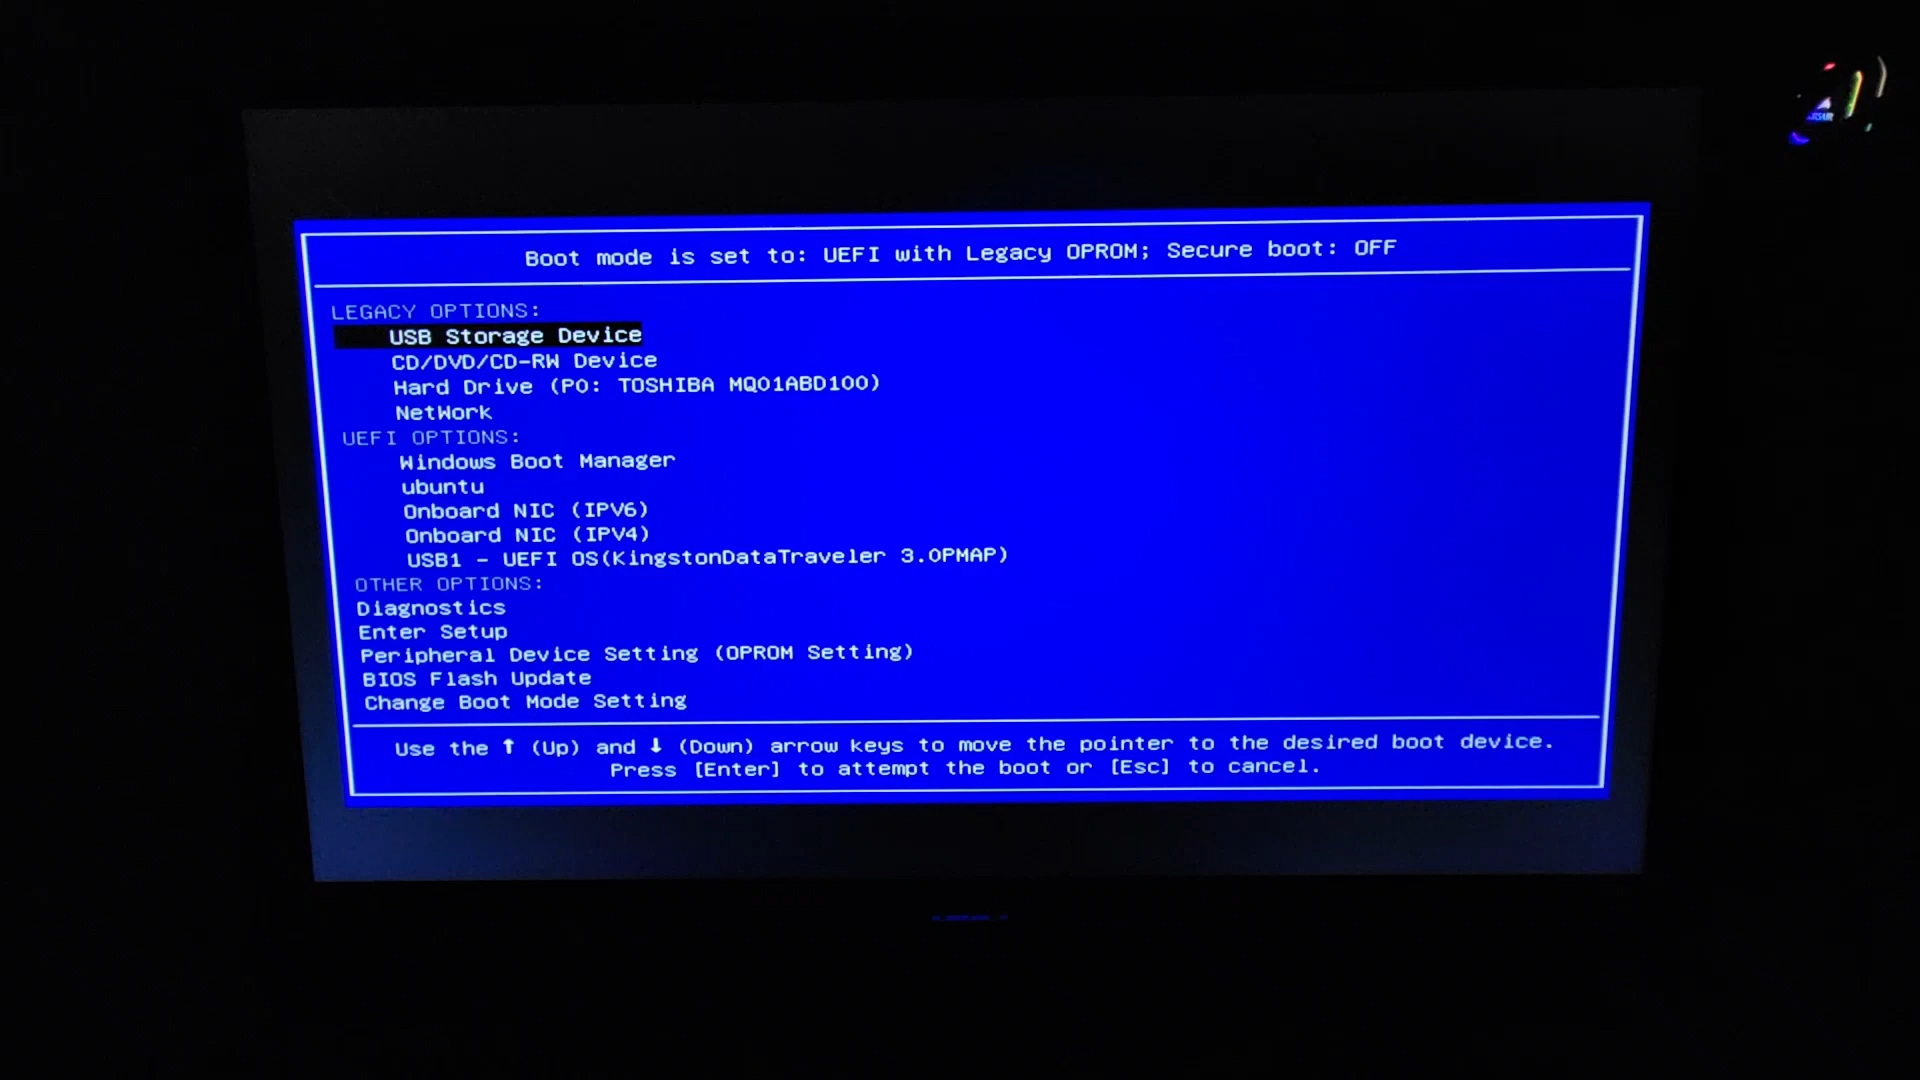 Boot mode is set to: UEFI with Legacy OPROM; Secure boot: OFF
LEGACY OPTIONS:
USB Storage Device
CD/DVD/CD-RW Device
Hard Drive (P0: TOSHIBA MQ01ABD100)
NetWork
UEFI OPTIONS:
Windows Boot Manager
ubuntu
Onboard NIC (IPV6)
Onboard NIC (IPV4)
USB1 - UEFI OS(KingstonDataTraveler 3.0PMAP)
OTHER OPTIONS:
Diagnostics
Enter Setup
Peripheral Device Setting (OPROM Setting)
BIOS Flash Update
Change Boot Mode Setting
Use the ↑ (Up) and ↓ (Down) arrow keys to move the pointer to the desired boot device.
Press [Enter] to attempt the boot or [Esc] to cancel.